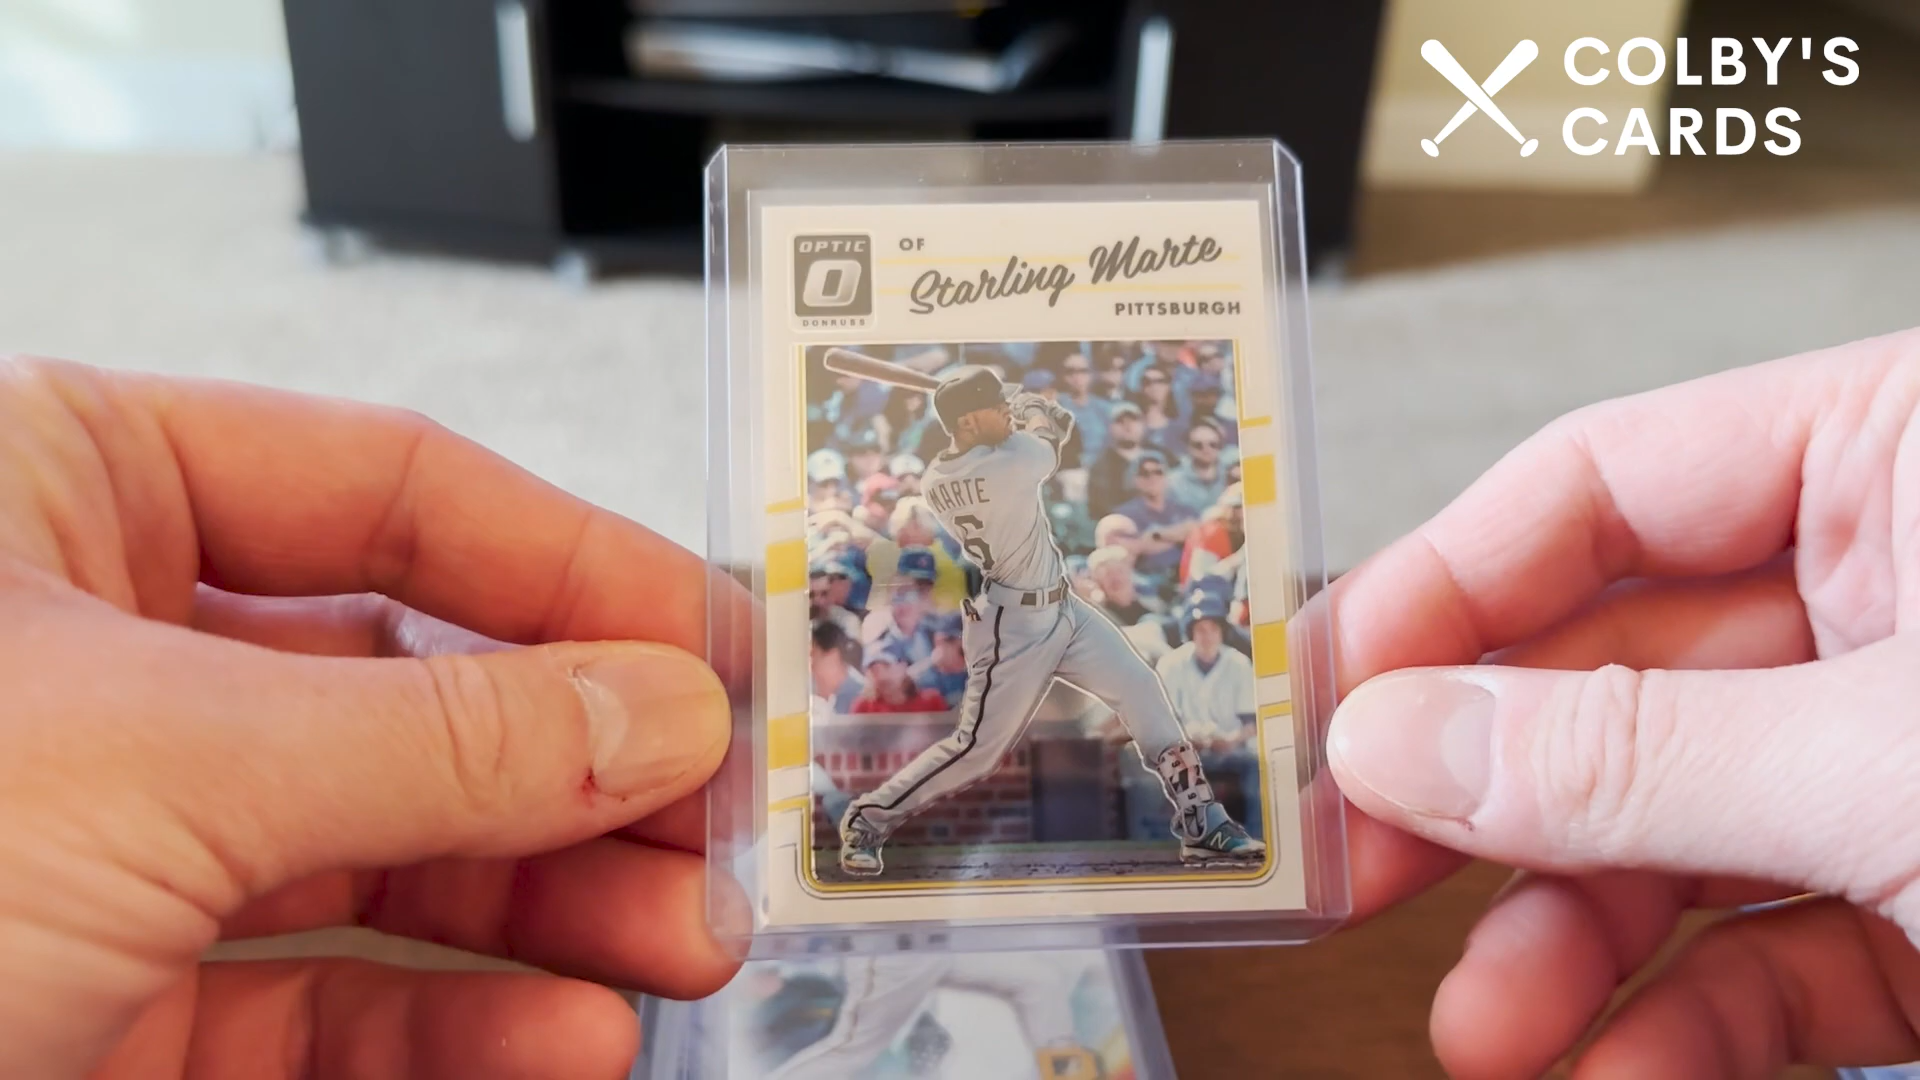 COLBY'S
CARDS
OPTIC
O
DONRUSS
OF
Starling Marte
PITTSBURGH
MARTE
6
N